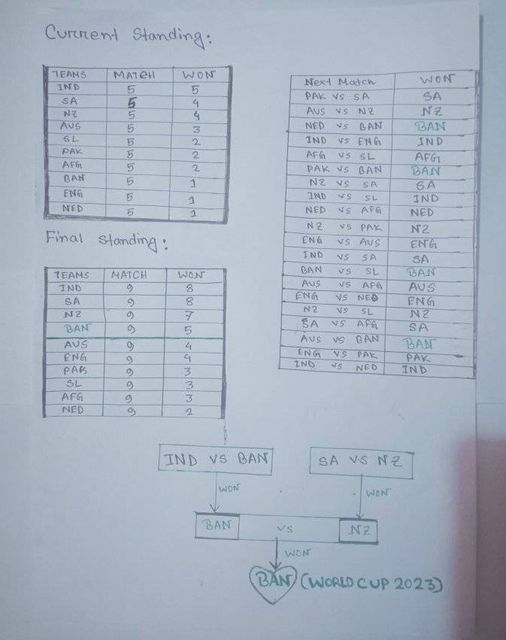 Current Standing:
TEAMS MATCH WON
IND 5 5
SA 5 4
NZ 5 4
AUS 5 3
SL 5 2
PAK 5 2
AFG 5 2
BAN 5 1
ENG 5 1
NED 5 1
Final Standing:
TEAMS MATCH WON
IND 9 8
SA 9 8
NZ 9 7
BAN 9 5
AUS 9 4
ENG 9 4
PAK 9 3
SL 9 3
AFG 9 3
NED 9 2
Next Match WON
PAK VS SA SA
AUS VS NZ NZ
NED VS BAN BAN
IND VS ENG IND
AFG VS SL AFG
PAK VS BAN BAN
NZ VS SA SA
IND VS SL IND
NED VS AFG NED
NZ VS PAK NZ
ENG VS AUS ENG
IND VS SA SA
BAN VS SL BAN
AUS VS AFG AUS
ENG VS NED ENG
NZ VS SL NZ
SA VS AFG SA
AUS VS BAN BAN
ENG VS PAK PAK
IND VS NED IND
IND VS BAN SA VS NZ
WON WON
BAN VS NZ
WON
BAN (WORLD CUP 2023)